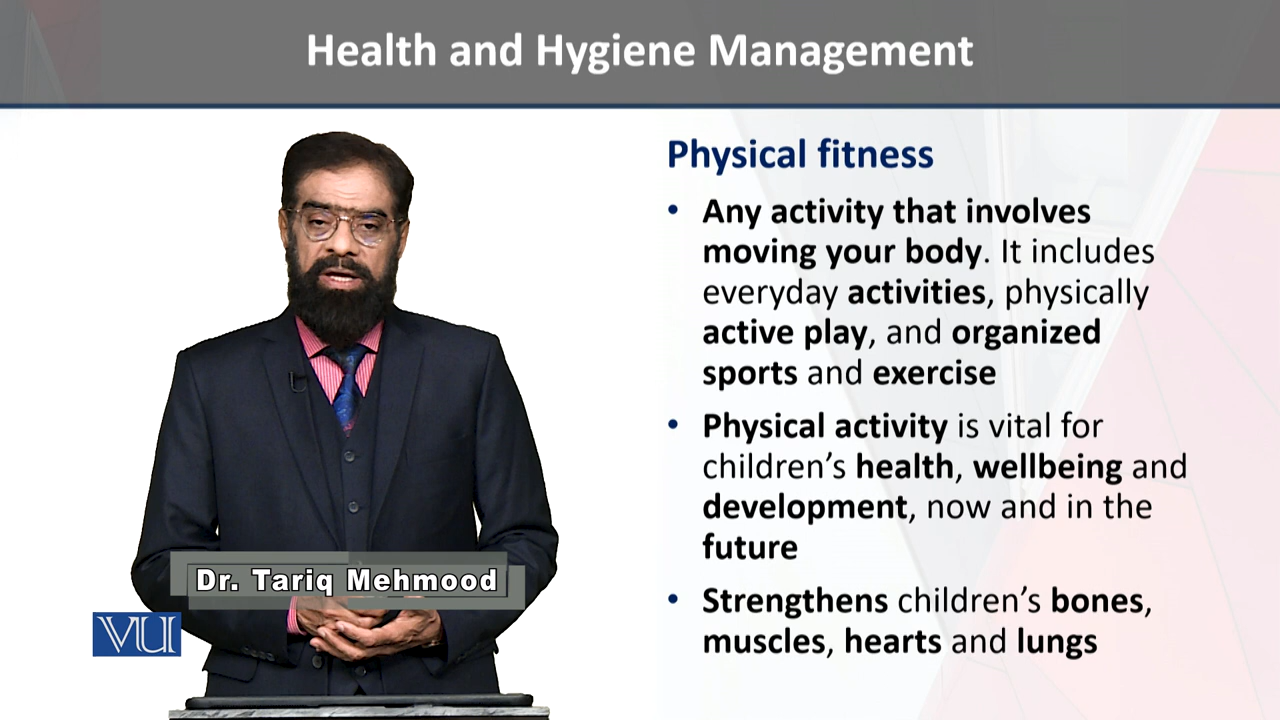 Health and Hygiene Management
Physical fitness
• Any activity that involves
moving your body. It includes
everyday activities, physically
active play, and organized
sports and exercise
• Physical activity is vital for
children’s health, wellbeing and
development, now and in the
future
• Strengthens children’s bones,
muscles, hearts and lungs
Dr. Tariq Mehmood
VU